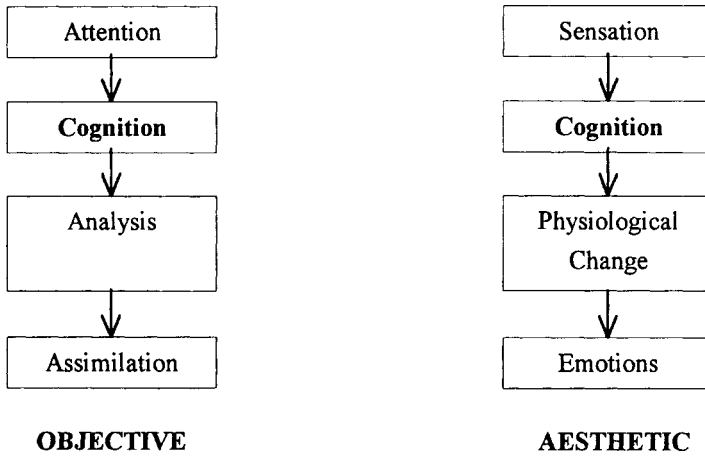 Attention
Cognition
Analysis
Assimilation
OBJECTIVE
Sensation
Cognition
Physiological
Change
Emotions
AESTHETIC